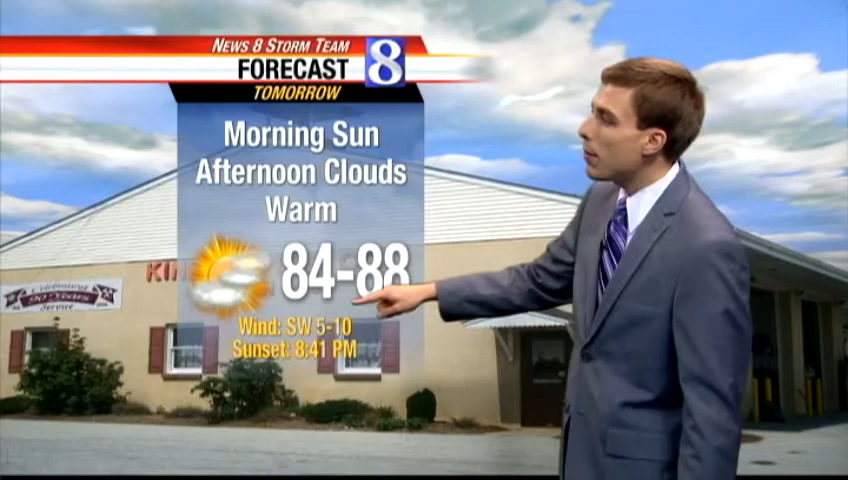 News 8 Storm Team
8
FORECAST
TOMORROW
Morning Sun
Afternoon Clouds
Warm
84-88
Wind: SW 5-10
Sunset: 8:41 PM
Celebrating
90 Years
Service